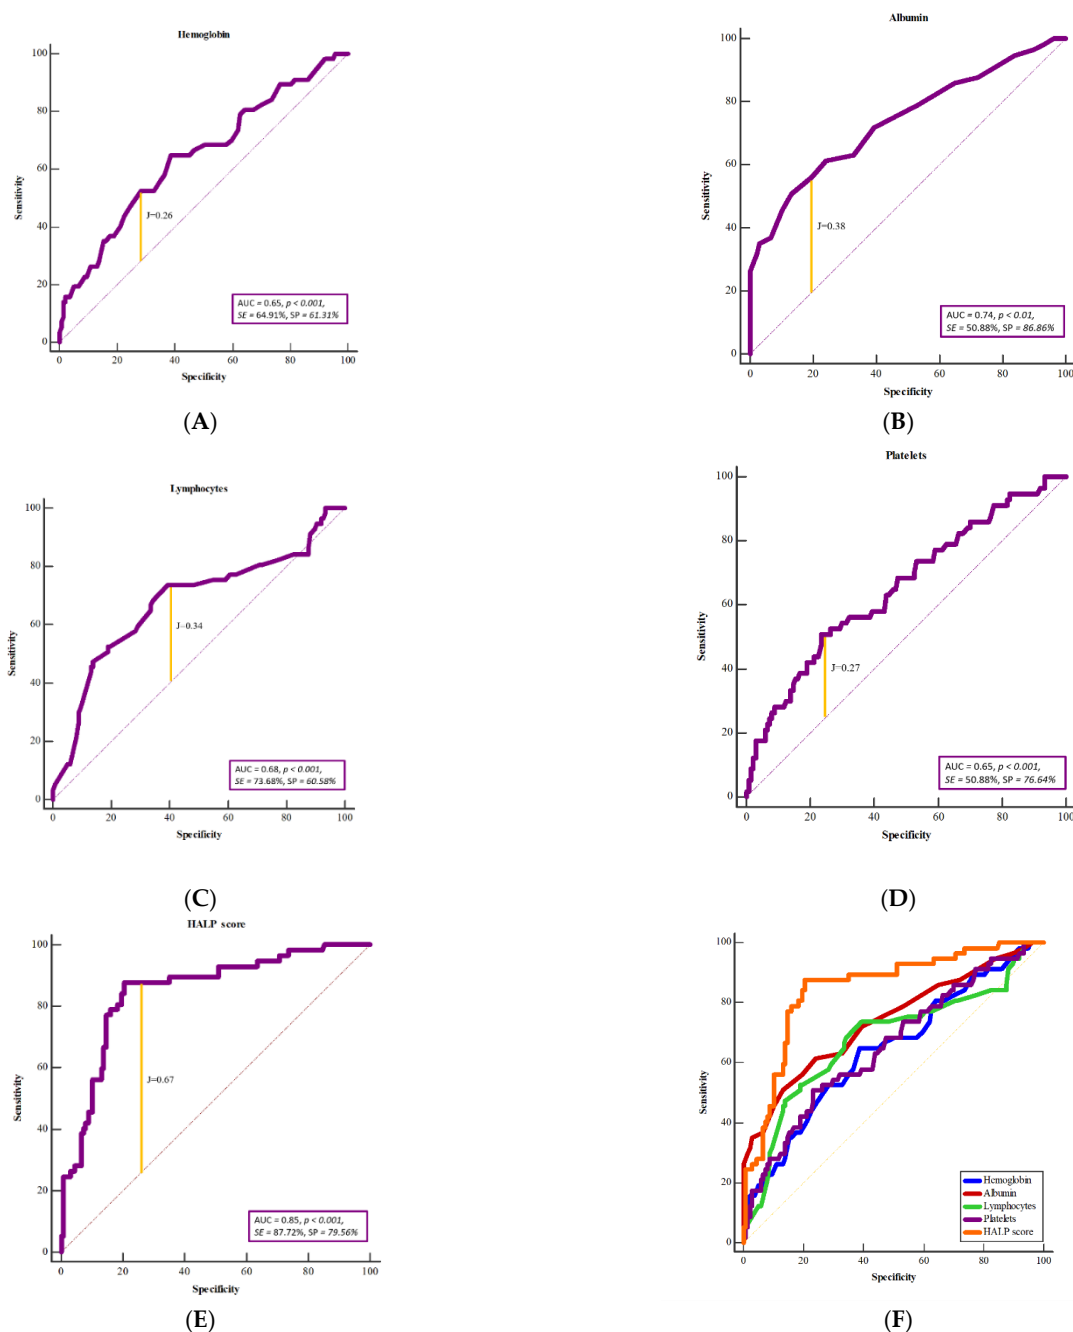 Hemoglobin
100
80
60
40
20
0
Sensitivity
J=0.26
AUC = 0.65, p < 0.001,
SE = 64.91%, SP = 61.31%
0 20 40 60 80 100
Specificity
(A)
Albumin
100
80
60
40
20
0
Sensitivity
J=0.38
AUC = 0.74, p < 0.01,
SE = 50.88%, SP = 86.86%
0 20 40 60 80 100
Specificity
(B)
Lymphocytes
100
80
60
40
20
0
Sensitivity
J=0.34
AUC = 0.68, p < 0.001,
SE = 73.68%, SP = 60.58%
0 20 40 60 80 100
Specificity
(C)
Platelets
100
80
60
40
20
0
Sensitivity
J=0.27
AUC = 0.65, p < 0.001,
SE = 50.88%, SP = 76.64%
0 20 40 60 80 100
Specificity
(D)
HALP score
100
80
60
40
20
0
Sensitivity
J=0.67
AUC = 0.85, p < 0.001,
SE = 87.72%, SP = 79.56%
0 20 40 60 80 100
Specificity
(E)
100
80
60
40
20
0
Sensitivity
Hemoglobin
Albumin
Lymphocytes
Platelets
HALP score
0 20 40 60 80 100
Specificity
(F)